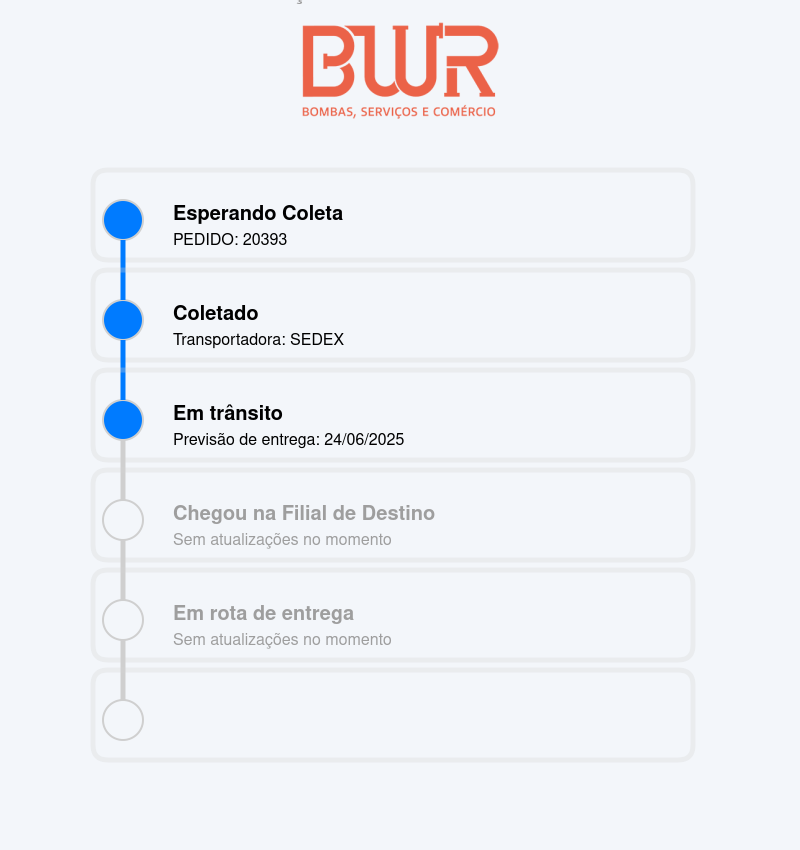 BWR
BOMBAS, SERVIÇOS E COMÉRCIO
Esperando Coleta
PEDIDO: 20393
Coletado
Transportadora: SEDEX
Em trânsito
Previsão de entrega: 24/06/2025
Chegou na Filial de Destino
Sem atualizações no momento
Em rota de entrega
Sem atualizações no momento